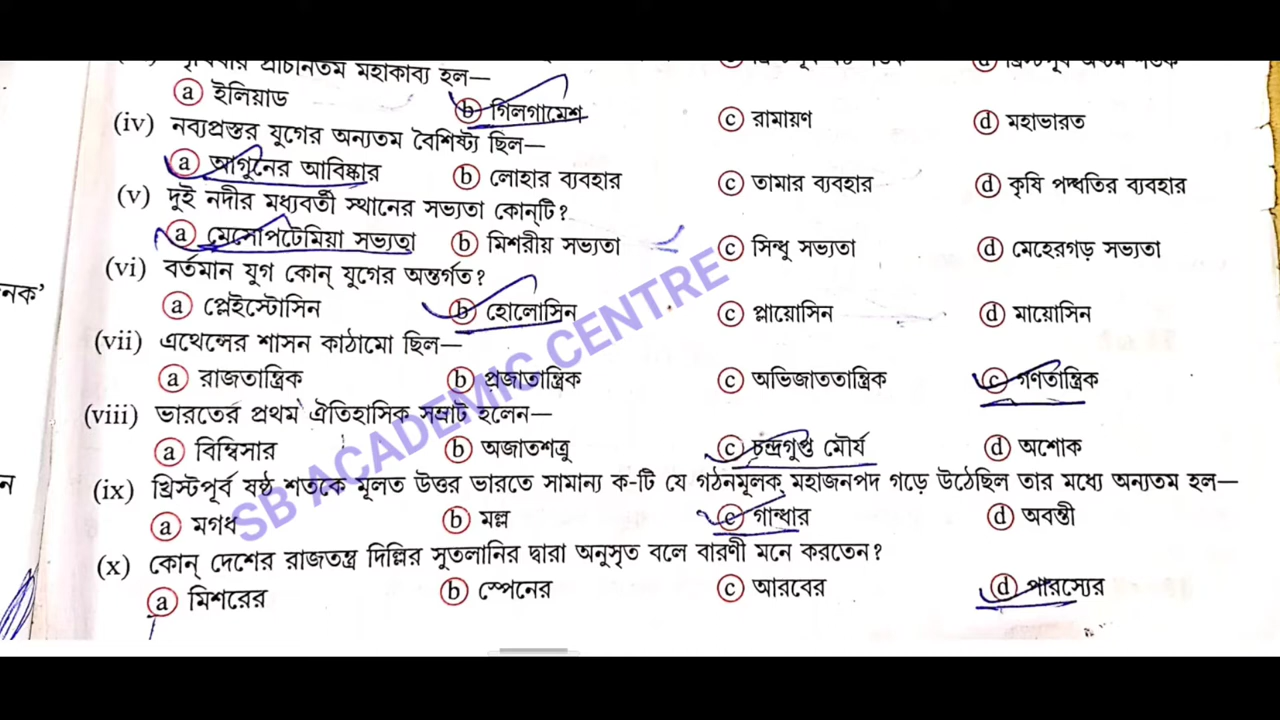 প্রাচীনতম মহাকাব্য হল—
a ইলিয়াড b গিলগামেশ c রামায়ণ d মহাভারত
(iv) নব্যপ্রস্তর যুগের অন্যতম বৈশিষ্ট্য ছিল—
a আগুনের আবিষ্কার b লোহার ব্যবহার c তামার ব্যবহার d কৃষি পদ্ধতির ব্যবহার
(v) দুই নদীর মধ্যবর্তী স্থানের সভ্যতা কোন্‌টি?
a মেসোপটেমিয়া সভ্যতা b মিশরীয় সভ্যতা c সিন্ধু সভ্যতা d মেহেরগড় সভ্যতা
(vi) বর্তমান যুগ কোন্ যুগের অন্তর্গত?
a প্লেইস্টোসিন b হোলোসিন c প্লায়োসিন d মায়োসিন
(vii) এথেন্সের শাসন কাঠামো ছিল—
a রাজতান্ত্রিক b প্রজাতান্ত্রিক c অভিজাততান্ত্রিক c গণতান্ত্রিক
(viii) ভারতের প্রথম ঐতিহাসিক সম্রাট হলেন—
a বিম্বিসার b অজাতশত্রু c চন্দ্রগুপ্ত মৌর্য d অশোক
(ix) খ্রিস্টপূর্ব ষষ্ঠ শতকে মূলত উত্তর ভারতে সামান্য ক-টি যে গঠনমূলক মহাজনপদ গড়ে উঠেছিল তার মধ্যে অন্যতম হল—
a মগধ b মল্ল c গান্ধার d অবন্তী
(x) কোন্ দেশের রাজতন্ত্র দিল্লির সুতলানির দ্বারা অনুসৃত বলে বারণী মনে করতেন?
a মিশরের b স্পেনের c আরবের d পারস্যের
SB ACADEMIC CENTRE